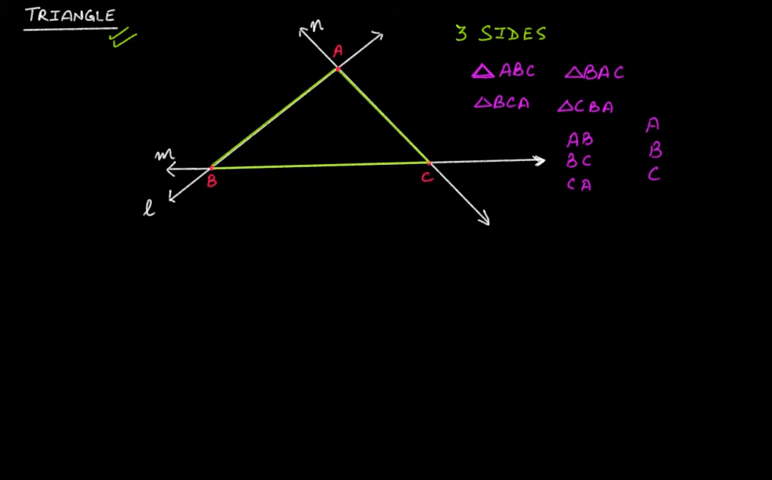 TRIANGLE
n
A
m
B
l
C
3 SIDES
△ABC △BAC
△BCA △CBA
AB
BC
CA
A
B
C